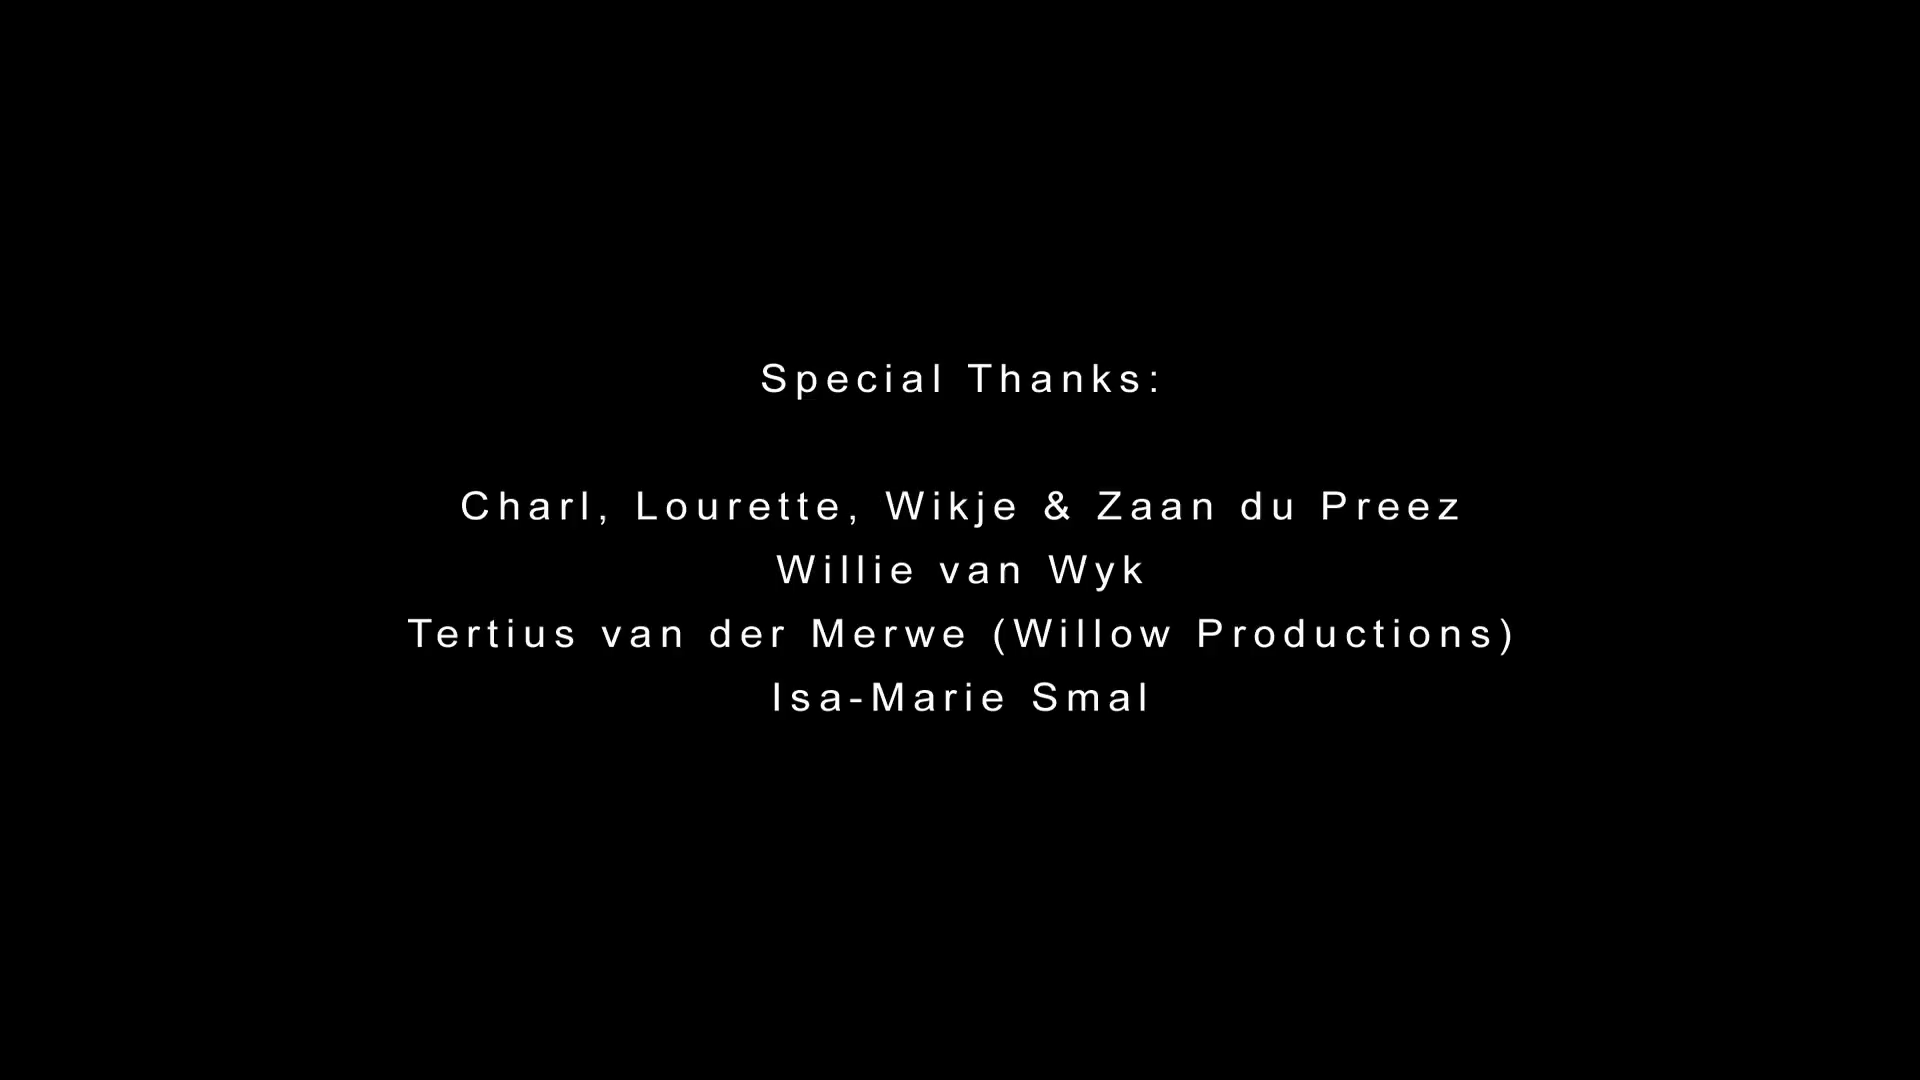 Special Thanks:
Charl, Lourette, Wikje & Zaan du Preez
Willie van Wyk
Tertius van der Merwe (Willow Productions)
Isa-Marie Smal